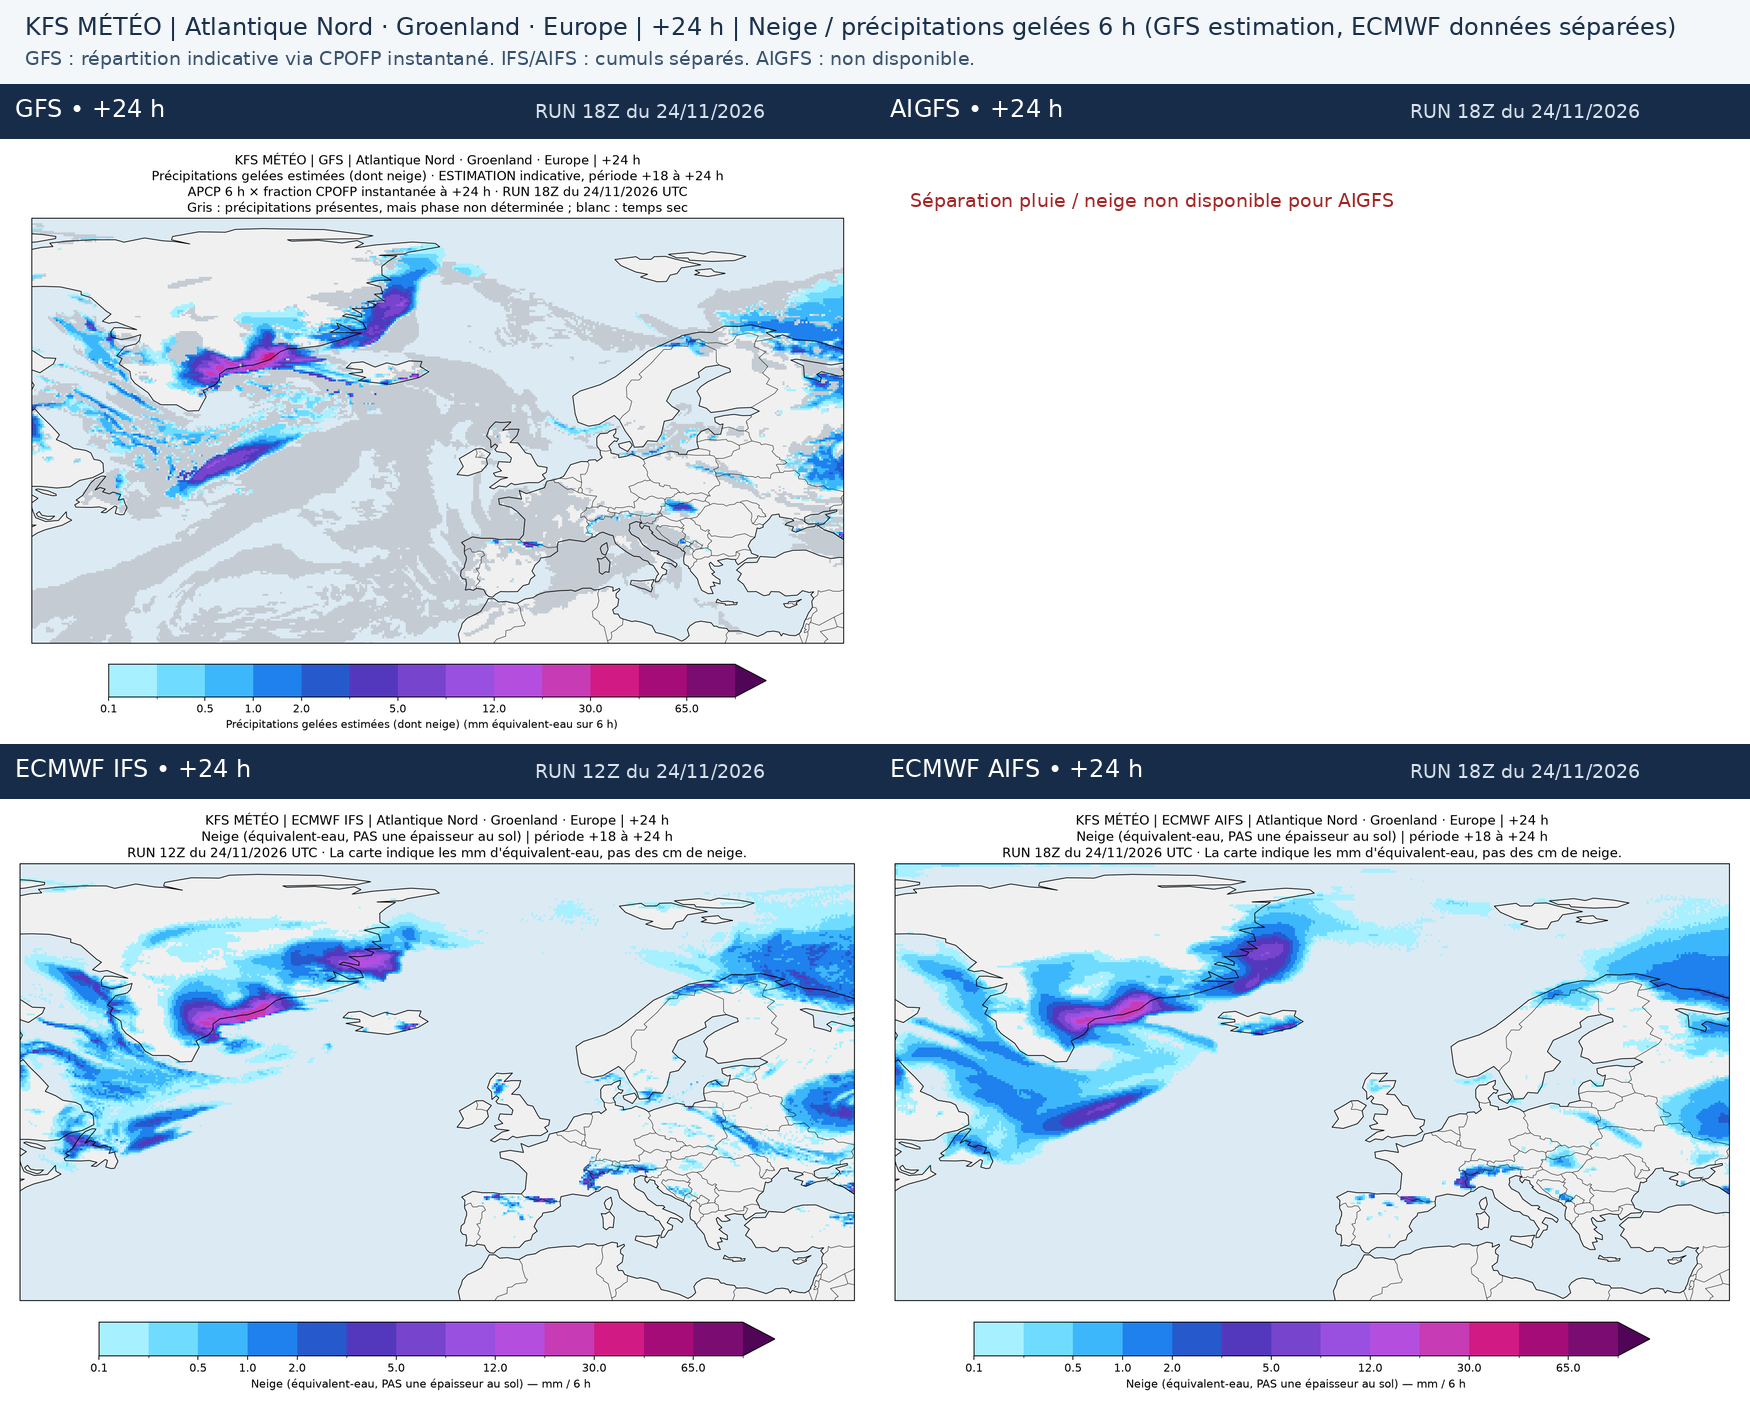 KFS MÉTÉO | Atlantique Nord · Groenland · Europe | +24 h | Neige / précipitations gelées 6 h (GFS estimation, ECMWF données séparées)
GFS : répartition indicative via CPOFP instantané. IFS/AIFS : cumuls séparés. AIGFS : non disponible.
GFS • +24 h
RUN 18Z du 24/11/2026
AIGFS • +24 h
RUN 18Z du 24/11/2026
KFS MÉTÉO | GFS | Atlantique Nord · Groenland · Europe | +24 h
Précipitations gelées estimées (dont neige) · ESTIMATION indicative, période +18 à +24 h
APCP 6 h × fraction CPOFP instantanée à +24 h · RUN 18Z du 24/11/2026 UTC
Gris : précipitations présentes, mais phase non déterminée ; blanc : temps sec
Séparation pluie / neige non disponible pour AIGFS
0.1 0.5 1.0 2.0 5.0 12.0 30.0 65.0
Précipitations gelées estimées (dont neige) (mm équivalent-eau sur 6 h)
ECMWF IFS • +24 h
RUN 12Z du 24/11/2026
ECMWF AIFS • +24 h
RUN 18Z du 24/11/2026
KFS MÉTÉO | ECMWF IFS | Atlantique Nord · Groenland · Europe | +24 h
Neige (équivalent-eau, PAS une épaisseur au sol) | période +18 à +24 h
RUN 12Z du 24/11/2026 UTC · La carte indique les mm d'équivalent-eau, pas des cm de neige.
KFS MÉTÉO | ECMWF AIFS | Atlantique Nord · Groenland · Europe | +24 h
Neige (équivalent-eau, PAS une épaisseur au sol) | période +18 à +24 h
RUN 18Z du 24/11/2026 UTC · La carte indique les mm d'équivalent-eau, pas des cm de neige.
0.1 0.5 1.0 2.0 5.0 12.0 30.0 65.0
Neige (équivalent-eau, PAS une épaisseur au sol) — mm / 6 h
0.1 0.5 1.0 2.0 5.0 12.0 30.0 65.0
Neige (équivalent-eau, PAS une épaisseur au sol) — mm / 6 h